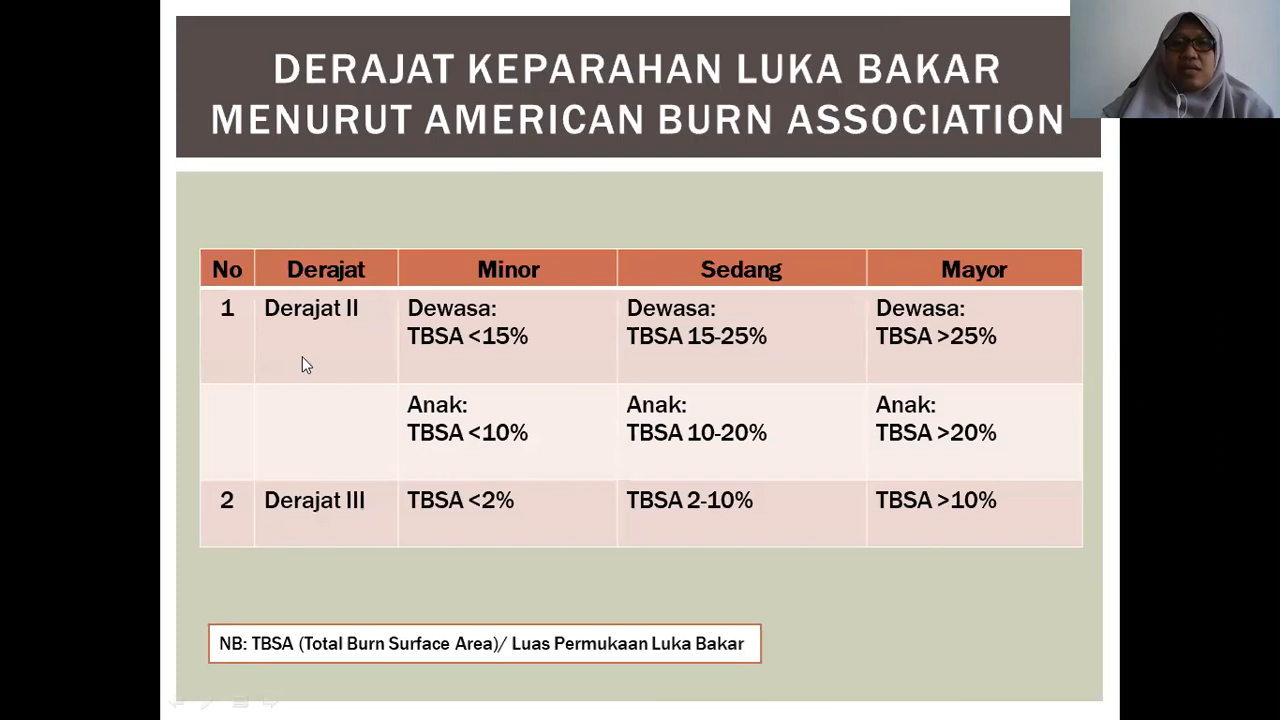 DERAJAT KEPARAHAN LUKA BAKAR
MENURUT AMERICAN BURN ASSOCIATION
No Derajat Minor Sedang Mayor
1 Derajat II Dewasa: Dewasa: Dewasa:
TBSA <15% TBSA 15-25% TBSA >25%
Anak: Anak: Anak:
TBSA <10% TBSA 10-20% TBSA >20%
2 Derajat III TBSA <2% TBSA 2-10% TBSA >10%
NB: TBSA (Total Burn Surface Area)/ Luas Permukaan Luka Bakar